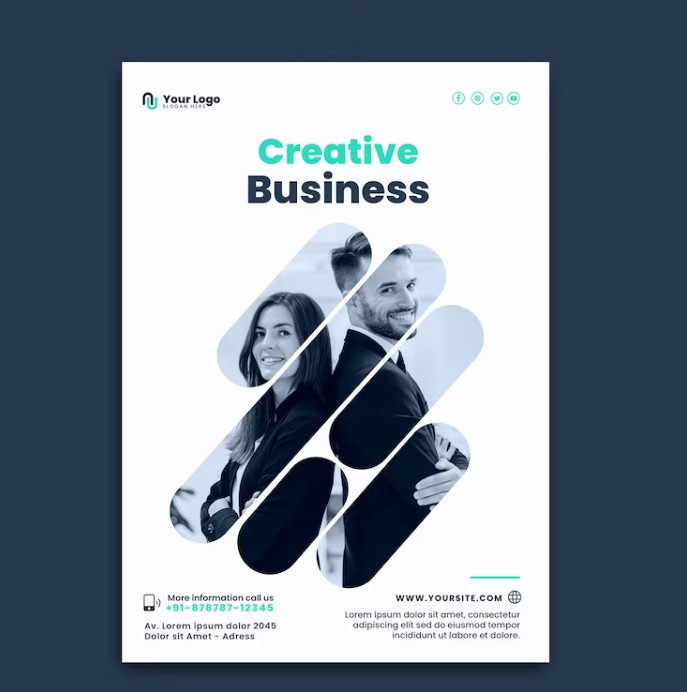 Your Logo
SLOGAN HERE
Creative
Business
More information call us
+91-878787-12345
Av. Lorem ipsum dolor 2045
Dolor sit Amet - Adress
WWW.YOURSITE.COM
Lorem ipsum dolor sit amet, consectetur
adipiscing elit sed do eiusmod tempor
incididunt ut labore et dolore.